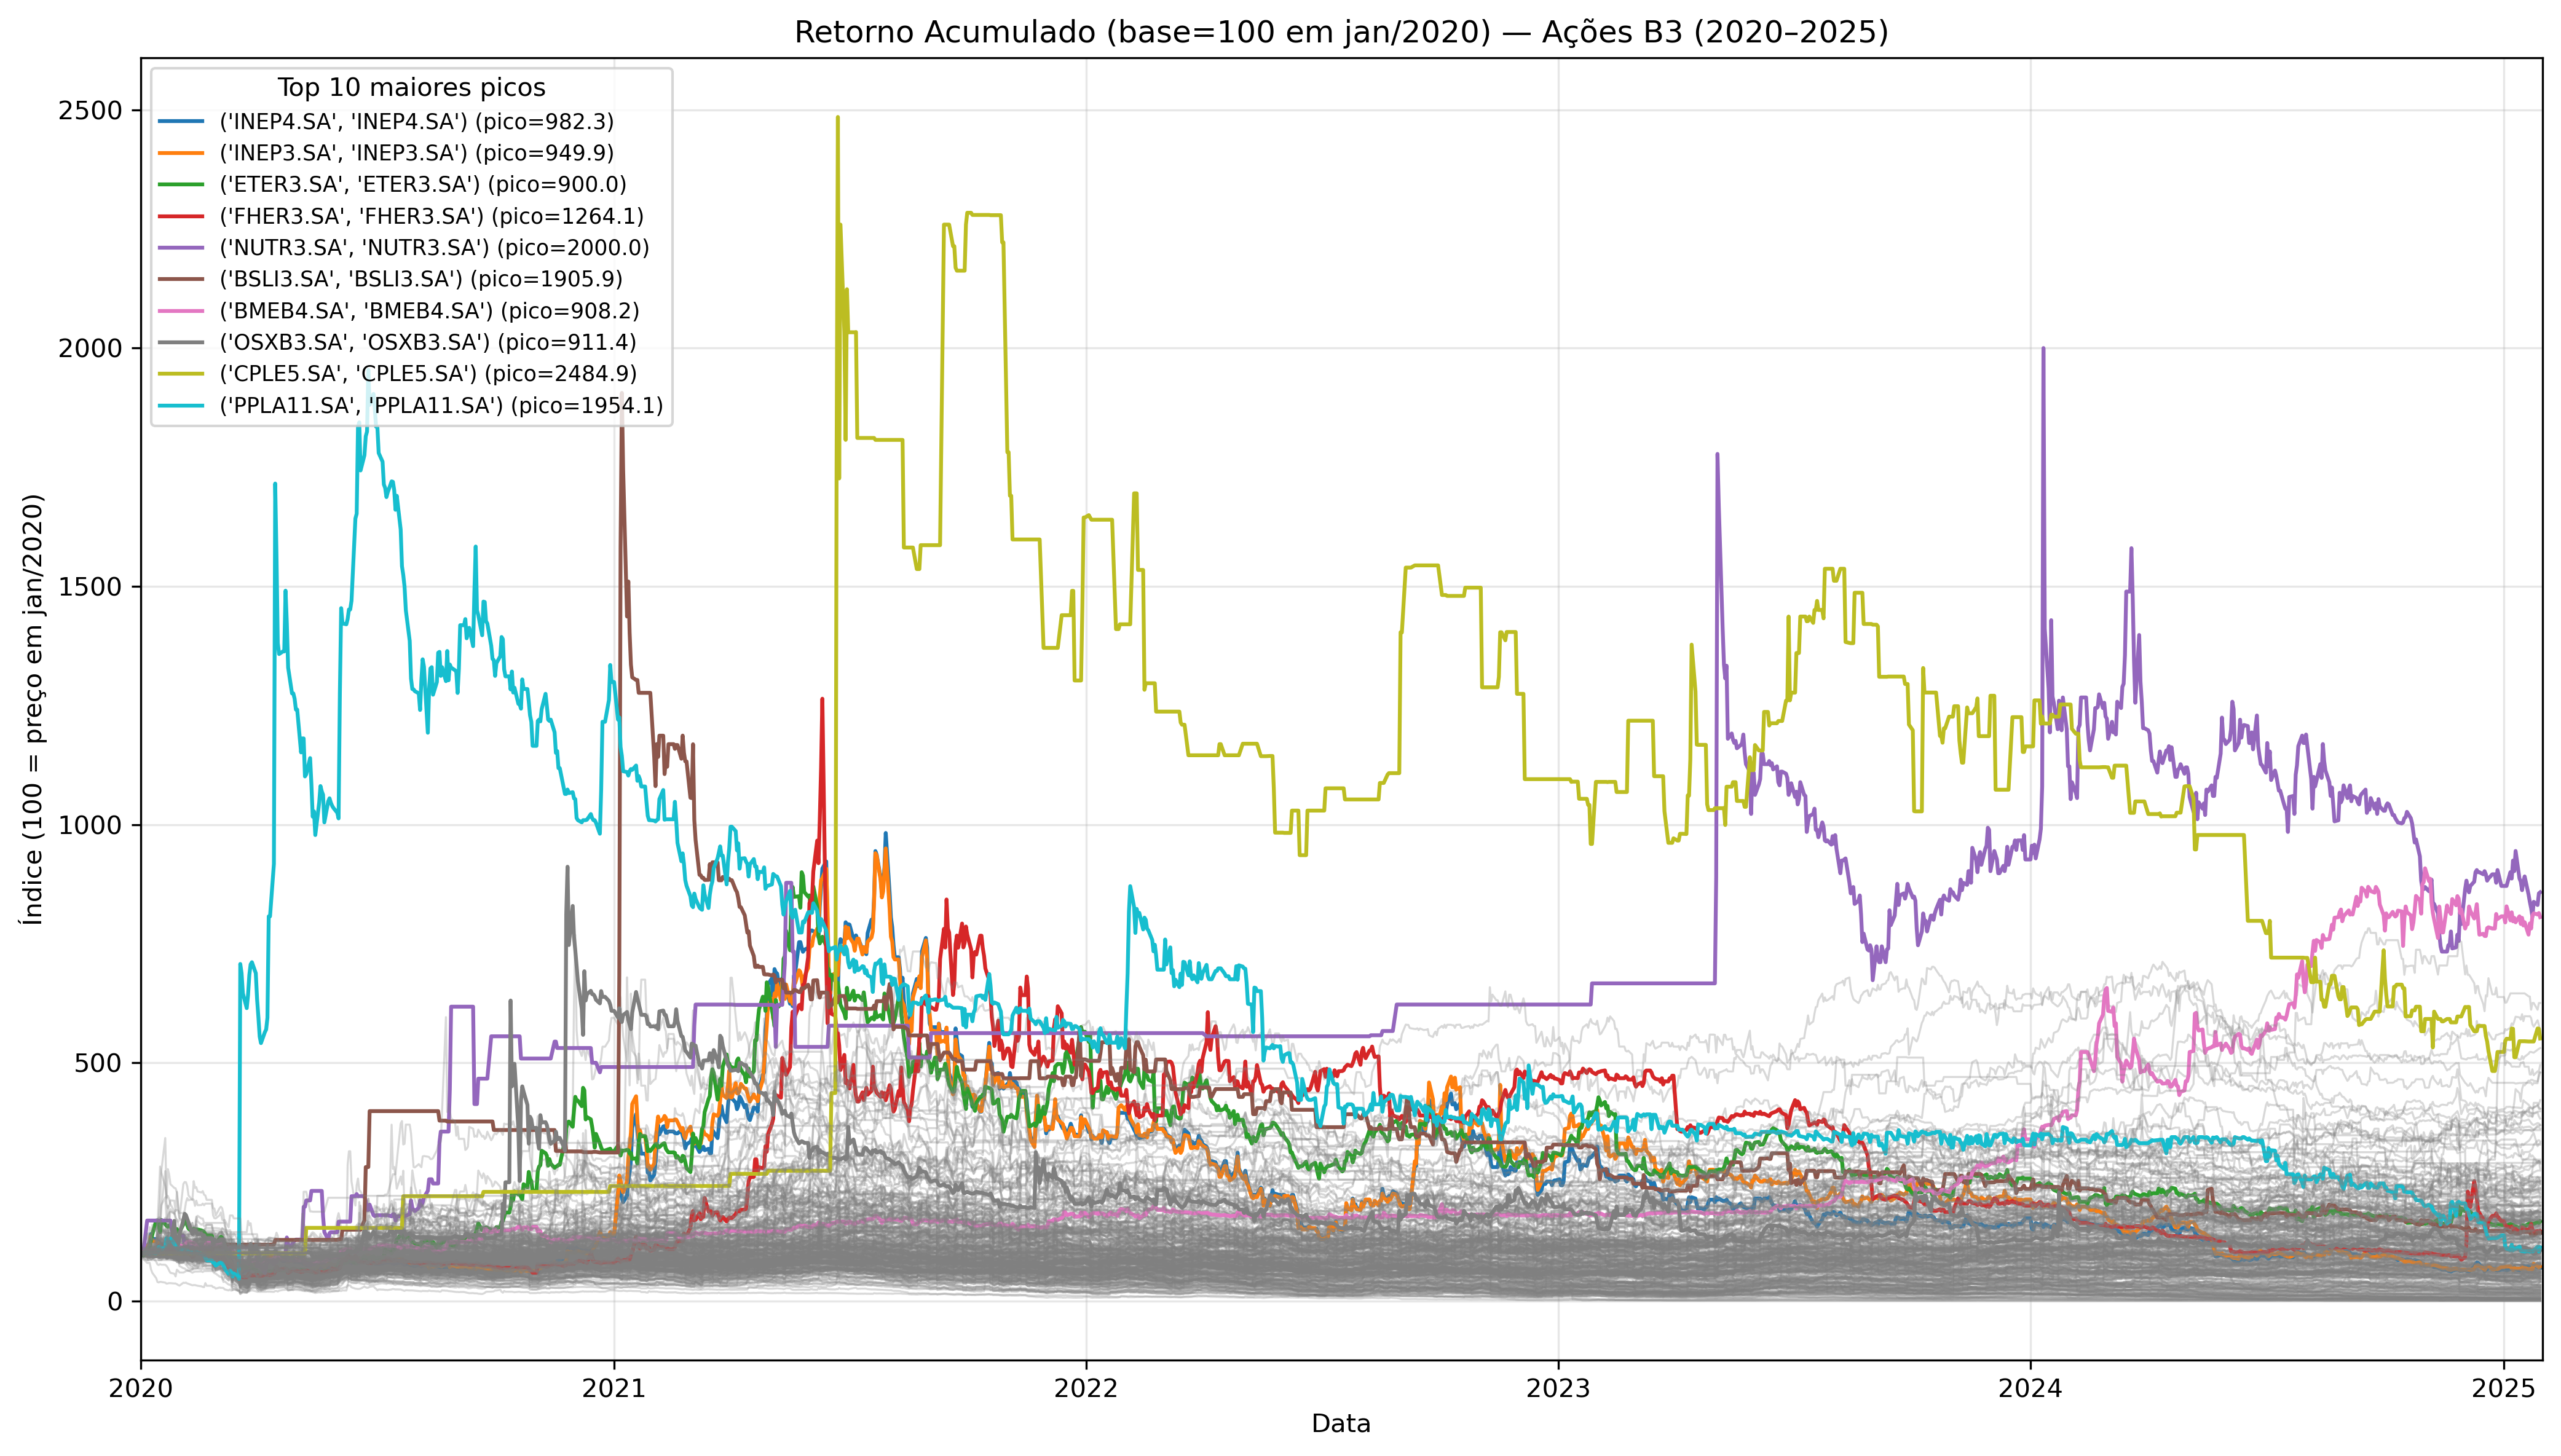 Retorno Acumulado (base=100 em jan/2020) — Ações B3 (2020–2025)
Top 10 maiores picos
('INEP4.SA', 'INEP4.SA') (pico=982.3)
('INEP3.SA', 'INEP3.SA') (pico=949.9)
('ETER3.SA', 'ETER3.SA') (pico=900.0)
('FHER3.SA', 'FHER3.SA') (pico=1264.1)
('NUTR3.SA', 'NUTR3.SA') (pico=2000.0)
('BSLI3.SA', 'BSLI3.SA') (pico=1905.9)
('BMEB4.SA', 'BMEB4.SA') (pico=908.2)
('OSXB3.SA', 'OSXB3.SA') (pico=911.4)
('CPLE5.SA', 'CPLE5.SA') (pico=2484.9)
('PPLA11.SA', 'PPLA11.SA') (pico=1954.1)
Índice (100 = preço em jan/2020)
2500
2000
1500
1000
500
0
2020
2021
2022
2023
2024
2025
Data